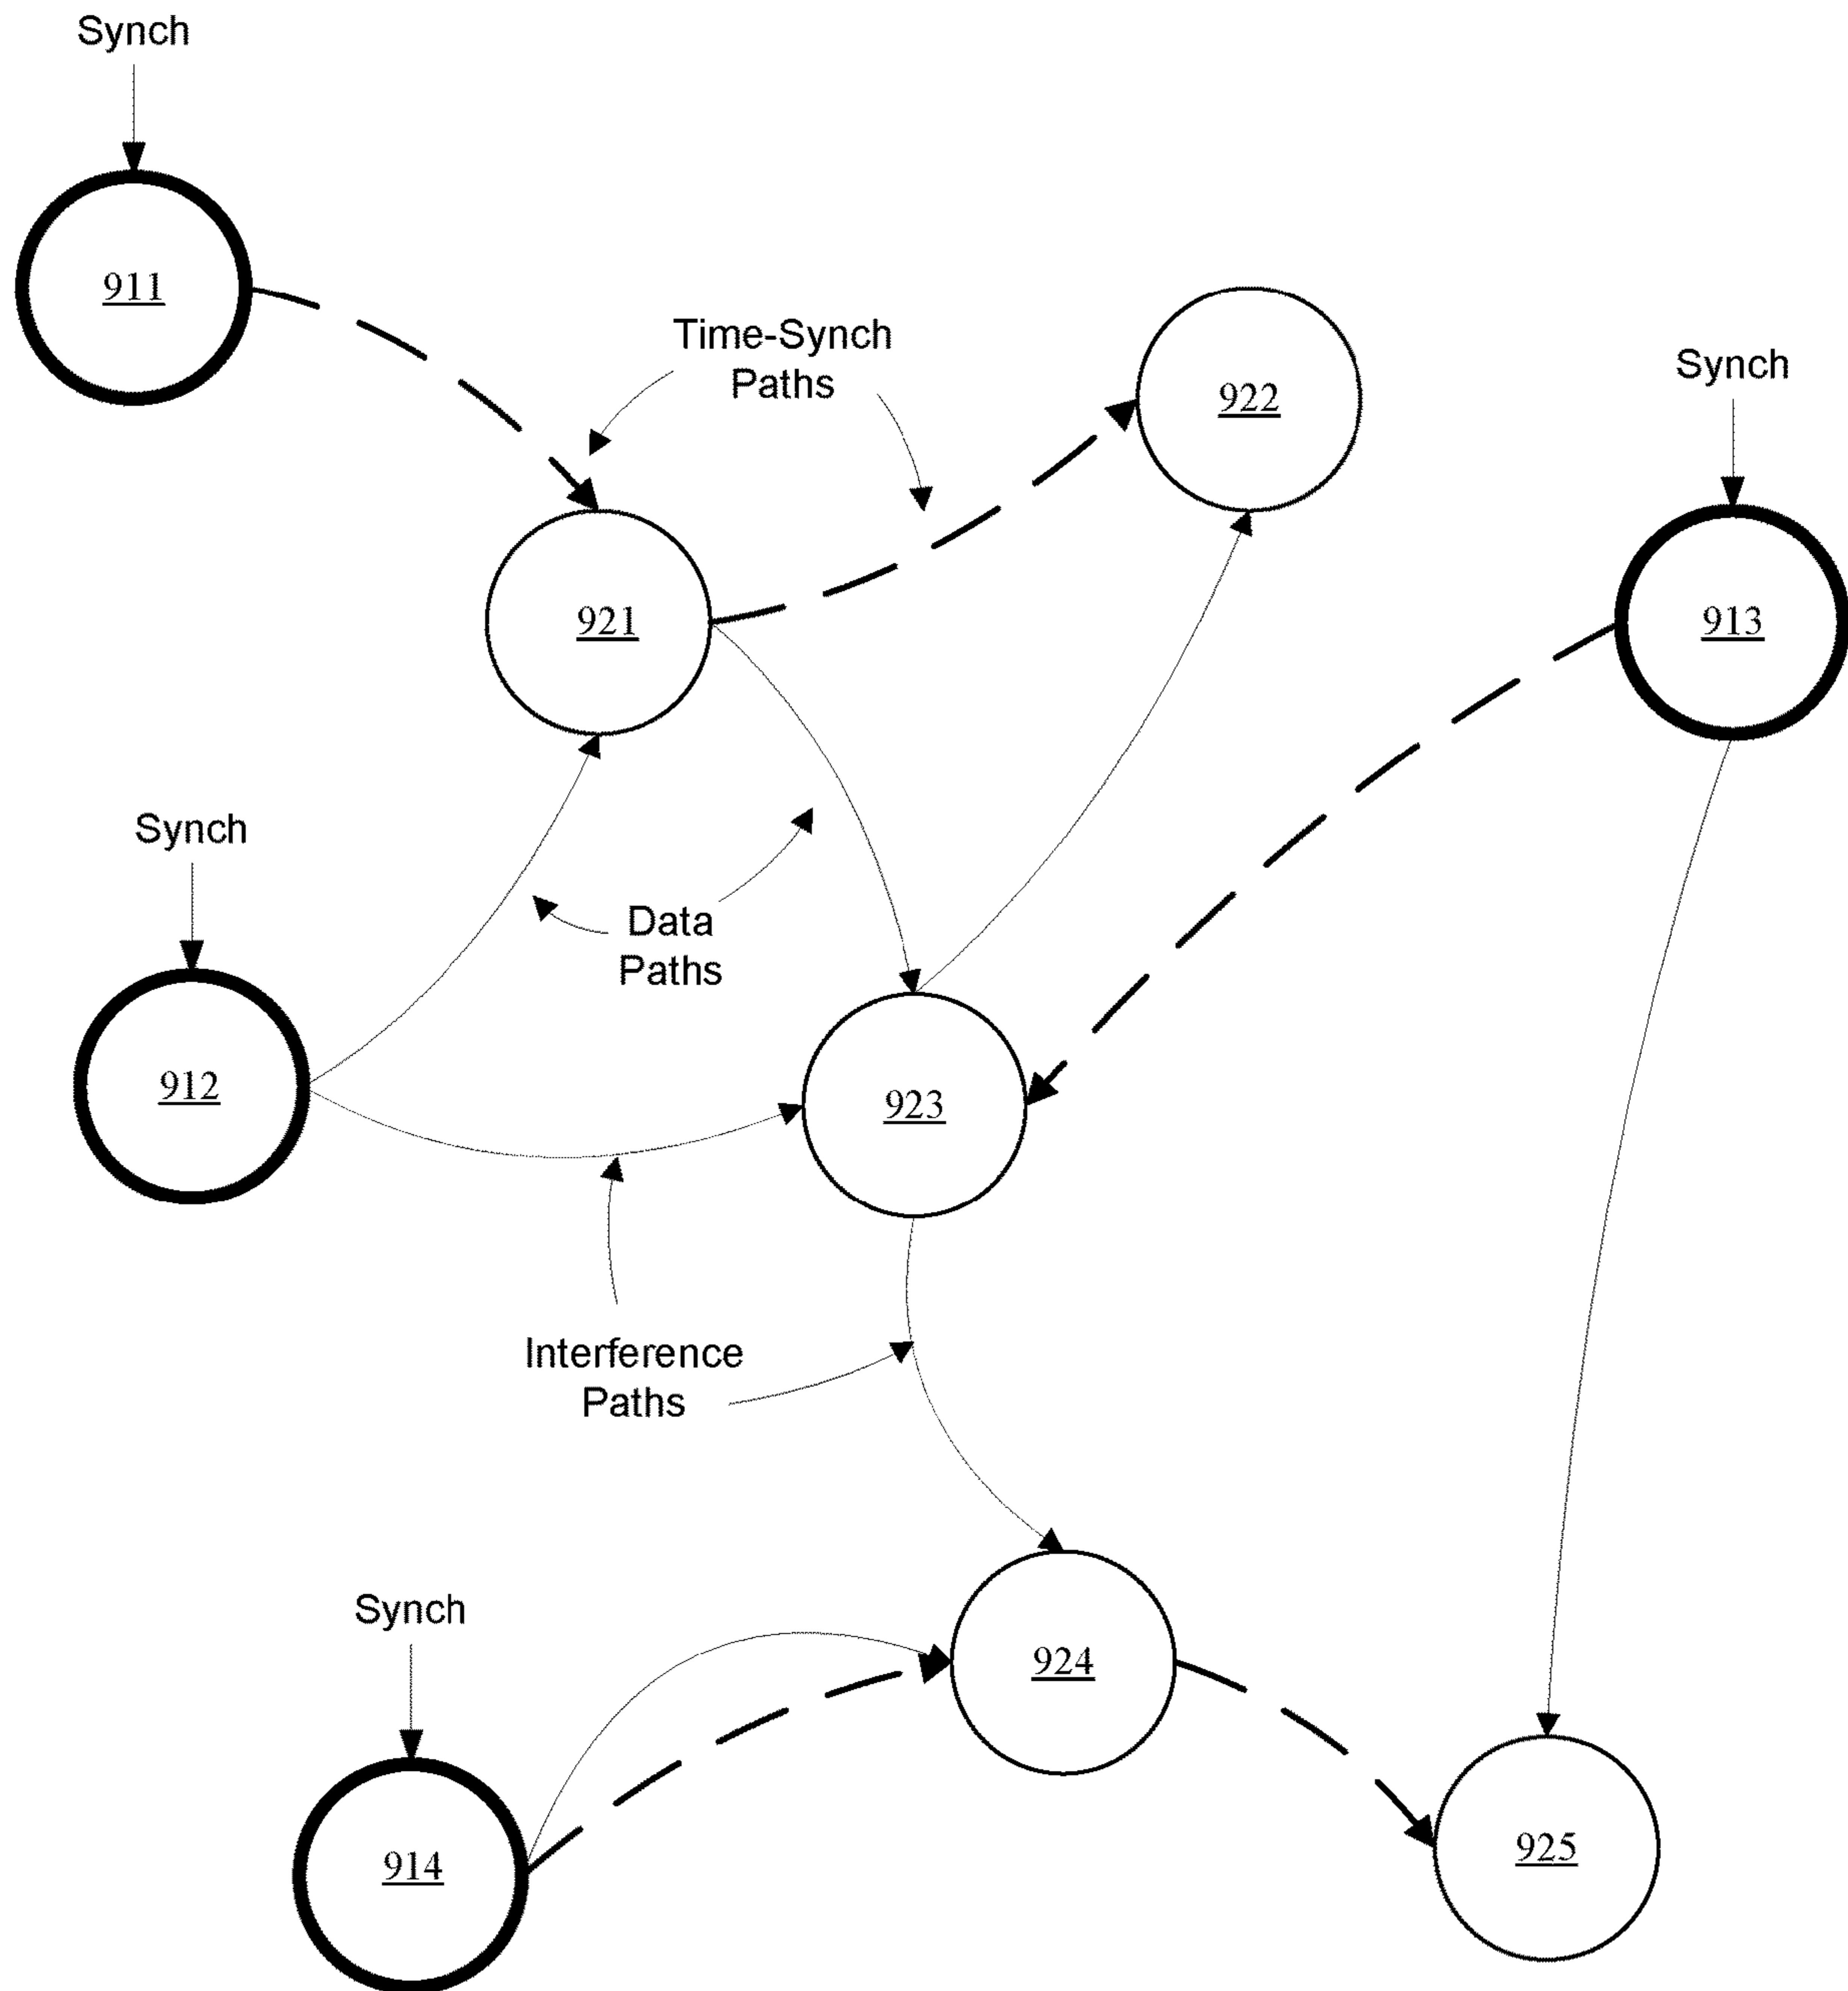 Synch
911
Time-Synch
Paths
922
Synch
921
913
Synch
Data
Paths
912
923
Interference
Paths
Synch
924
914
925